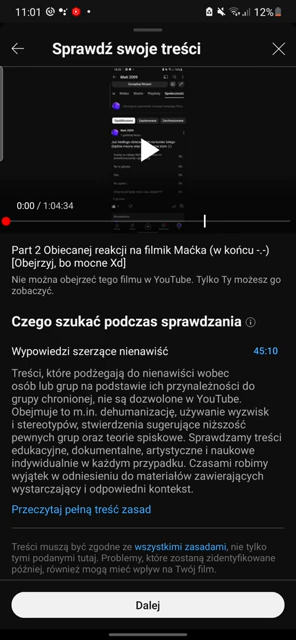 11:01
12%
Sprawdź swoje treści
0:00 / 1:04:34
Part 2 Obiecanej reakcji na filmik Maćka (w końcu -.-)
[Obejrzyj, bo mocne Xd]
Nie można obejrzeć tego filmu w YouTube. Tylko Ty możesz go
zobaczyć.
Czego szukać podczas sprawdzania
Wypowiedzi szerzące nienawiść 45:10
Treści, które podżegają do nienawiści wobec
osób lub grup na podstawie ich przynależności do
grupy chronionej, nie są dozwolone w YouTube.
Obejmuje to m.in. dehumanizację, używanie wyzwisk
i stereotypów, stwierdzenia sugerujące niższość
pewnych grup oraz teorie spiskowe. Sprawdzamy treści
edukacyjne, dokumentalne, artystyczne i naukowe
indywidualnie w każdym przypadku. Czasami robimy
wyjątek w odniesieniu do materiałów zawierających
wystarczający i odpowiedni kontekst.
Przeczytaj pełną treść zasad
Treści muszą być zgodne ze wszystkimi zasadami, nie tylko
tymi podanymi tutaj. Problemy, które zostaną zidentyfikowane
później, również mogą mieć wpływ na Twój film.
Dalej